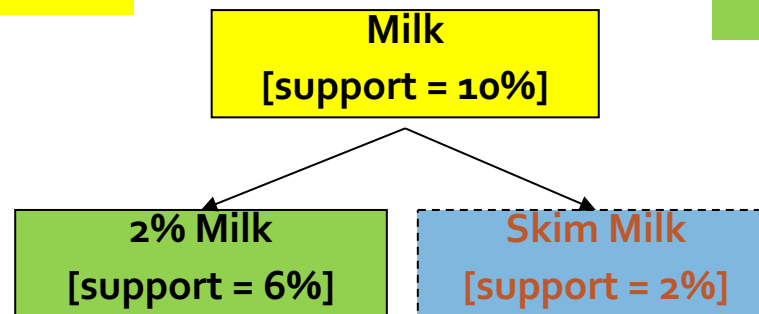 Milk
[support = 10%]
2% Milk
[support = 6%]
Skim Milk
[support = 2%]